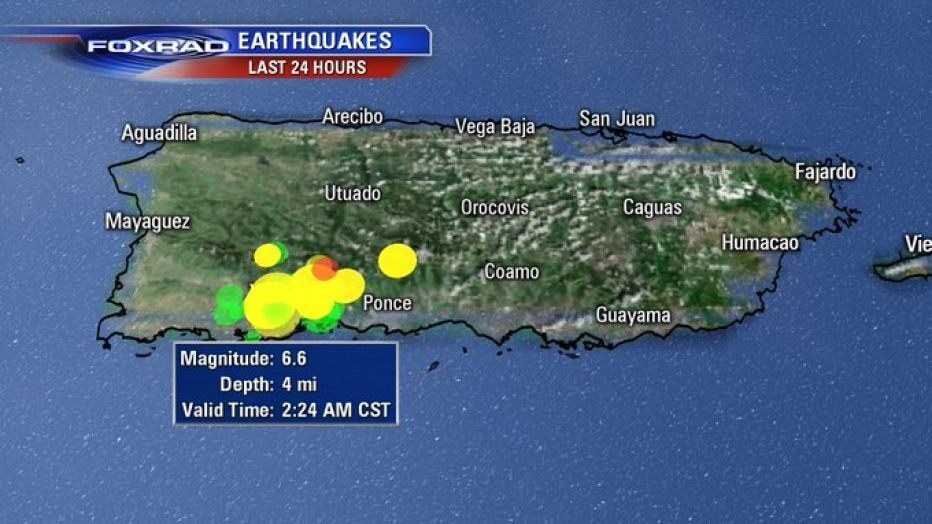 FOXRAD EARTHQUAKES
LAST 24 HOURS
Aguadilla
Arecibo
Vega Baja
San Juan
Fajardo
Utuado
Orocovis
Caguas
Mayaguez
Humacao
Vie
Coamo
Ponce
Guayama
Magnitude: 6.6
Depth: 4 mi
Valid Time: 2:24 AM CST